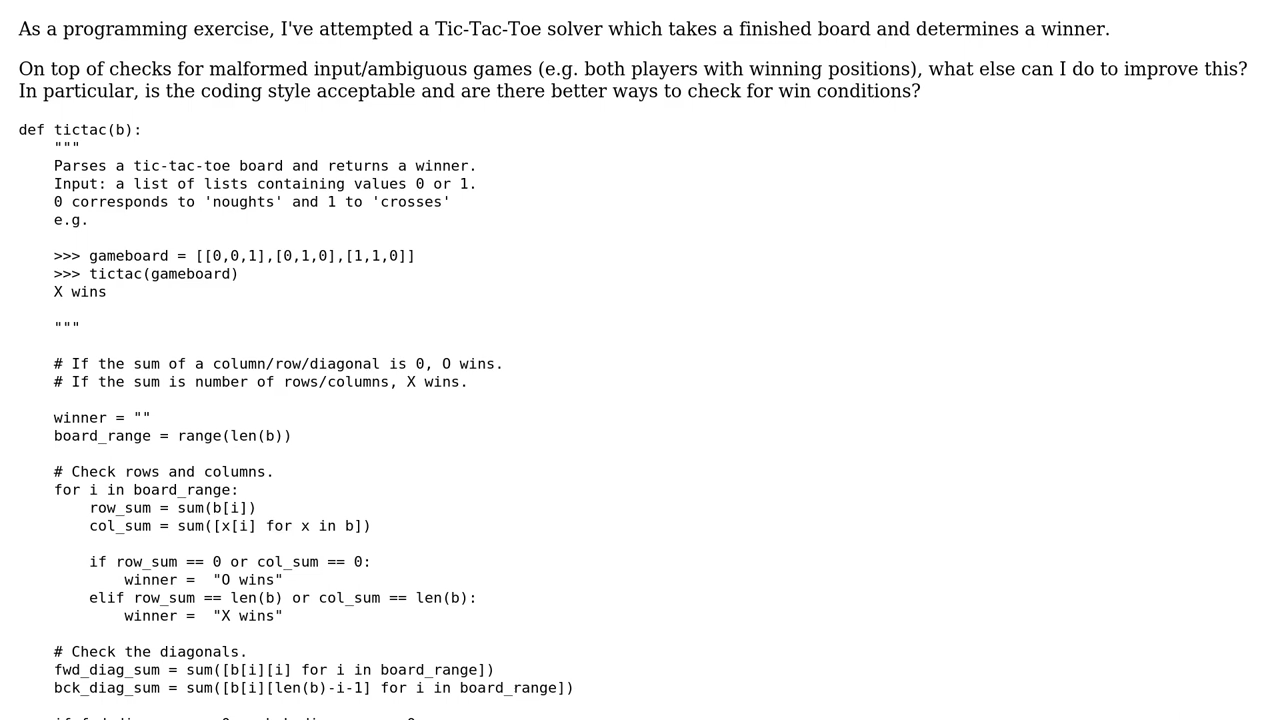 As a programming exercise, I've attempted a Tic-Tac-Toe solver which takes a finished board and determines a winner.
On top of checks for malformed input/ambiguous games (e.g. both players with winning positions), what else can I do to improve this?
In particular, is the coding style acceptable and are there better ways to check for win conditions?
def tictac(b):
    """
    Parses a tic-tac-toe board and returns a winner.
    Input: a list of lists containing values 0 or 1.
    0 corresponds to 'noughts' and 1 to 'crosses'
    e.g.
    >>> gameboard = [[0,0,1],[0,1,0],[1,1,0]]
    >>> tictac(gameboard)
    X wins
    """
    # If the sum of a column/row/diagonal is 0, O wins.
    # If the sum is number of rows/columns, X wins.
    winner = ""
    board_range = range(len(b))
    # Check rows and columns.
    for i in board_range:
        row_sum = sum(b[i])
        col_sum = sum([x[i] for x in b])
        if row_sum == 0 or col_sum == 0:
            winner =  "O wins"
        elif row_sum == len(b) or col_sum == len(b):
            winner =  "X wins"
    # Check the diagonals.
    fwd_diag_sum = sum([b[i][i] for i in board_range])
    bck_diag_sum = sum([b[i][len(b)-i-1] for i in board_range])